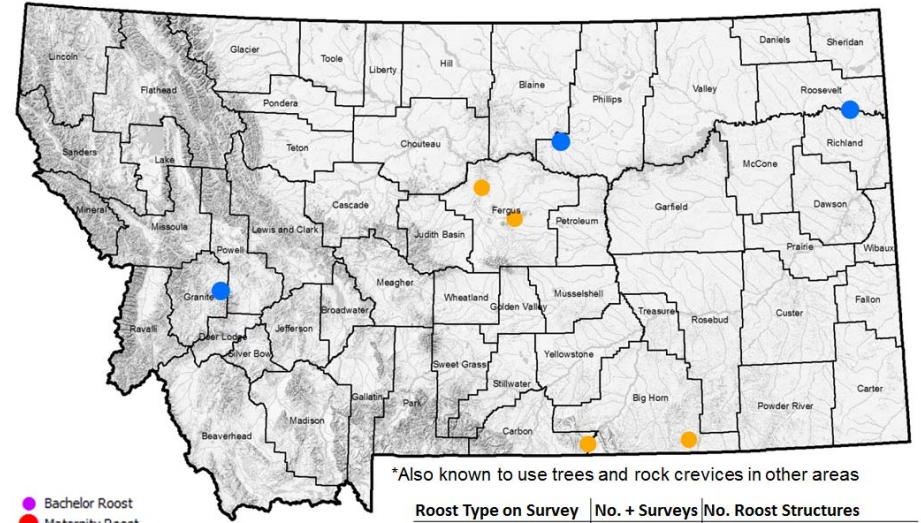 Lincoln
Glacier
Toole
Liberty
Hill
Daniels
Sheridan
Flathead
Blaine
Phillips
Valley
Roosevelt
Pondera
Teton
Chouteau
Richland
Sanders
Lake
McCone
Mineral
Missoula
Cascade
Fergus
Garfield
Dawson
Lewis and Clark
Judith Basin
Petroleum
Powell
Prairie
Wibaux
Meagher
Granite
Wheatland
Golden Valley
Musselshell
Treasure
Rosebud
Custer
Fallon
Broadwater
Ravalli
Deer Lodge
Jefferson
Silver Bow
Sweet Grass
Yellowstone
Stillwater
Gallatin
Park
Big Horn
Carter
Powder River
Madison
Carbon
Beaverhead
*Also known to use trees and rock crevices in other areas
Bachelor Roost
Maternity Roost
Roost Type on Survey No. + Surveys No. Roost Structures